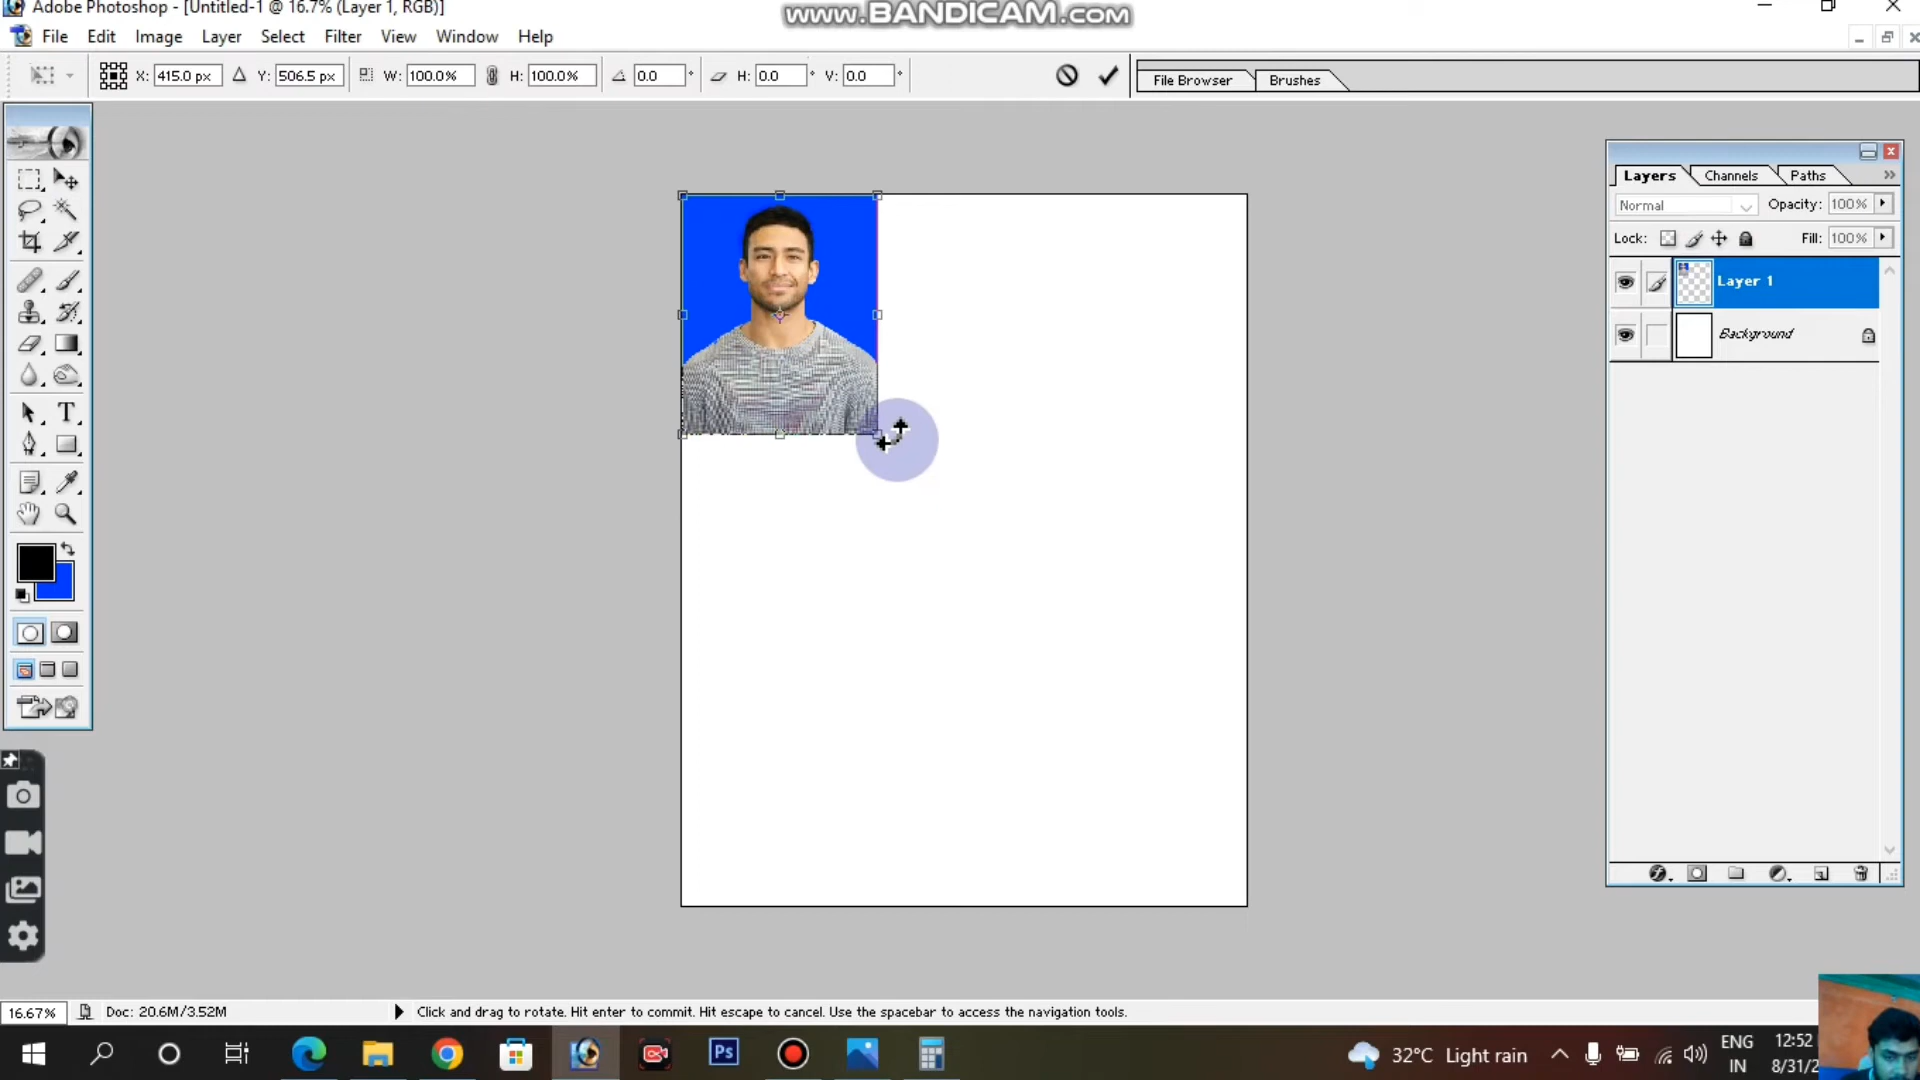 Adobe Photoshop - [Untitled-1 @ 16.7% (Layer 1, RGB)]
www.BANDICAM.com
File Edit Image Layer Select Filter View Window Help
X: 415.0 px Y: 506.5 px W: 100.0% H: 100.0% 0.0 ° H: 0.0 ° V: 0.0 °
File Browser Brushes
Layers Channels Paths
Normal Opacity: 100%
Lock: Fill: 100%
Layer 1
Background
16.67% Doc: 20.6M/3.52M Click and drag to rotate. Hit enter to commit. Hit escape to cancel. Use the spacebar to access the navigation tools.
Ps 32°C Light rain ENG IN 12:52 8/31/2